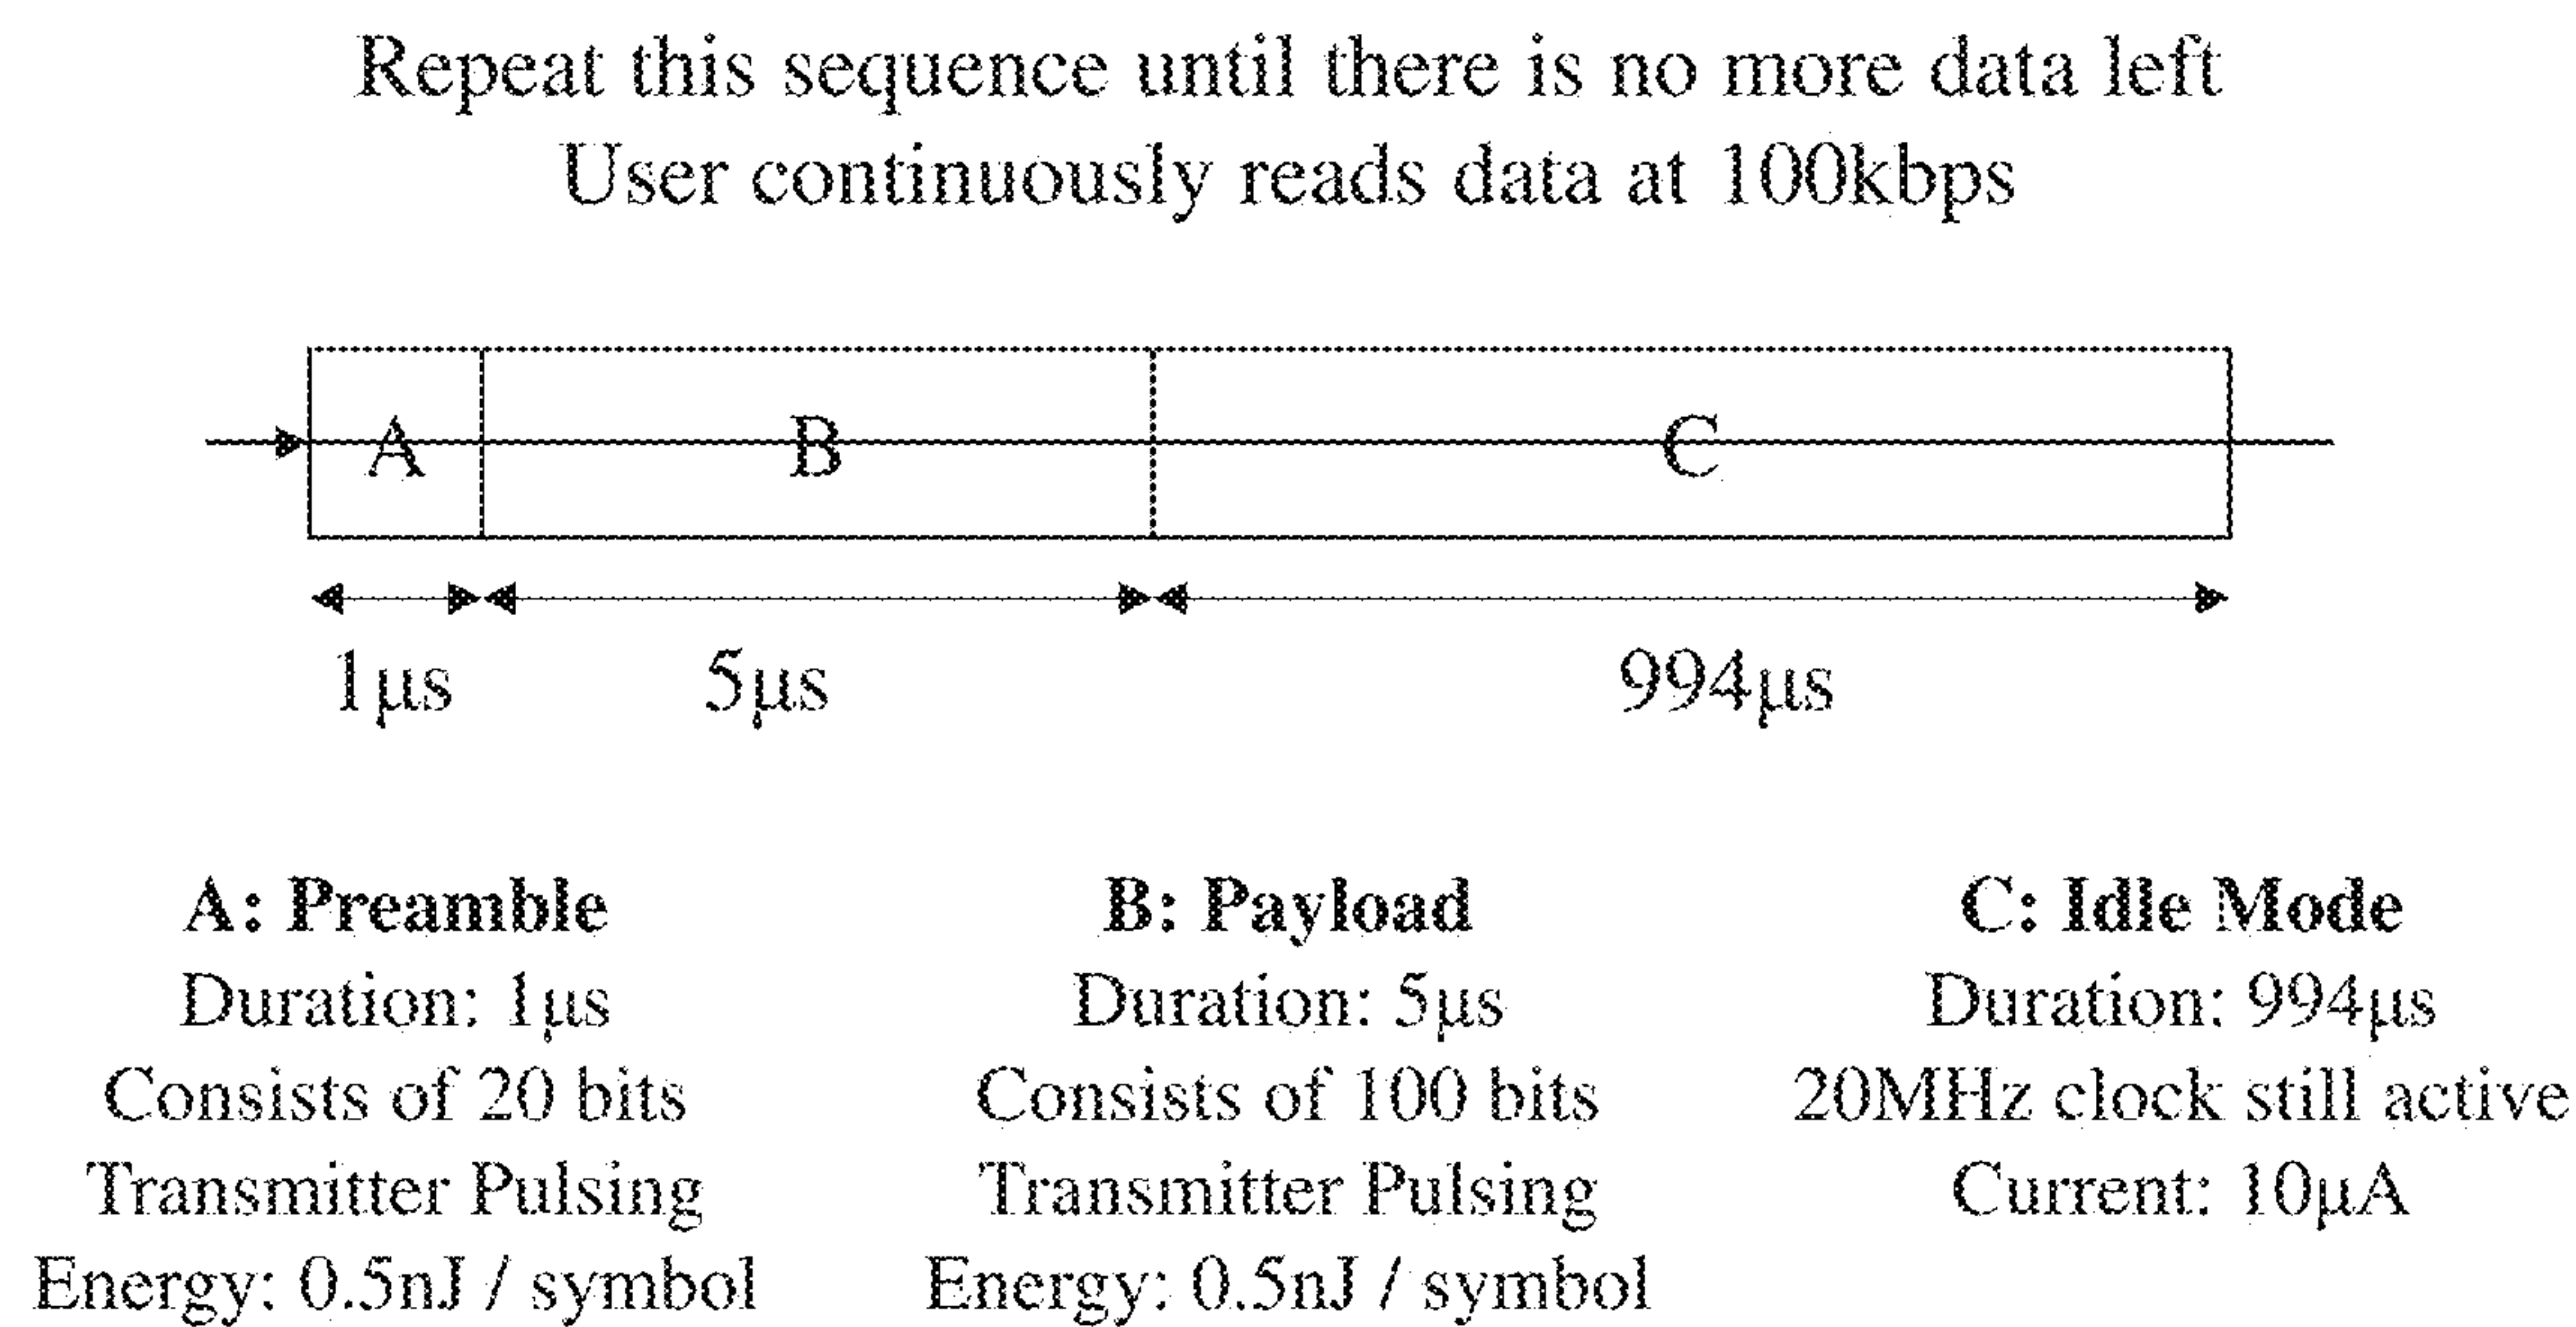 Repeat this sequence until there is no more data left
User continuously reads data at 100kbps
A
B
C
1μs
5μs
994μs
A: Preamble
Duration: 1μs
Consists of 20 bits
Transmitter Pulsing
Energy: 0.5nJ / symbol
B: Payload
Duration: 5μs
Consists of 100 bits
Transmitter Pulsing
Energy: 0.5nJ / symbol
C: Idle Mode
Duration: 994μs
20MHz clock still active
Current: 10μA